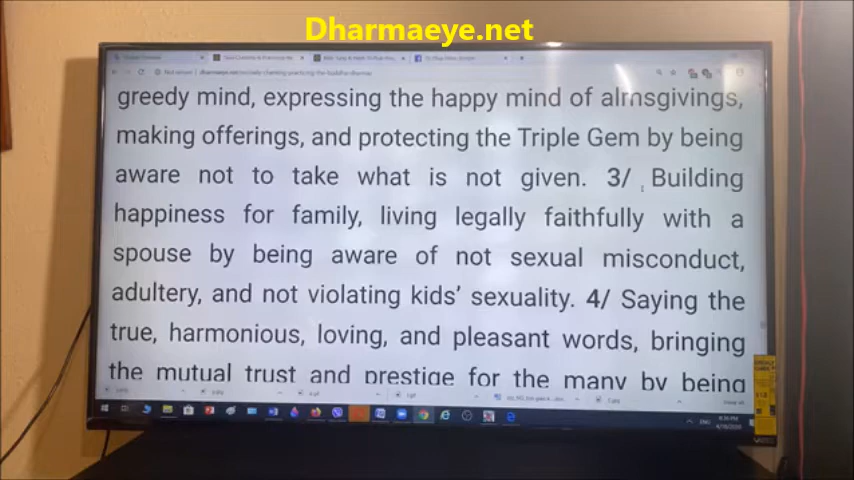 Dharmaeye.net
greedy mind, expressing the happy mind of almsgivings,
making offerings, and protecting the Triple Gem by being
aware not to take what is not given. 3/ Building
happiness for family, living legally faithfully with a
spouse by being aware of not sexual misconduct,
adultery, and not violating kids’ sexuality. 4/ Saying the
true, harmonious, loving, and pleasant words, bringing
the mutual trust and prestige for the many by being
ENG